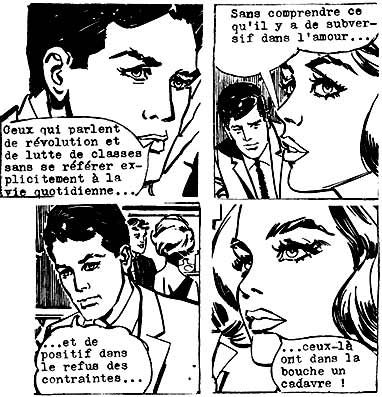 Ceux qui parlent
de révolution et
de lutte de classes
sans se référer ex-
plicitement à la
vie quotidienne...
Sans comprendre ce
qu'il y a de subver-
sif dans l'amour...
...et de
positif dans
le refus des
contraintes...
...ceux-là
ont dans la
bouche un
cadavre !